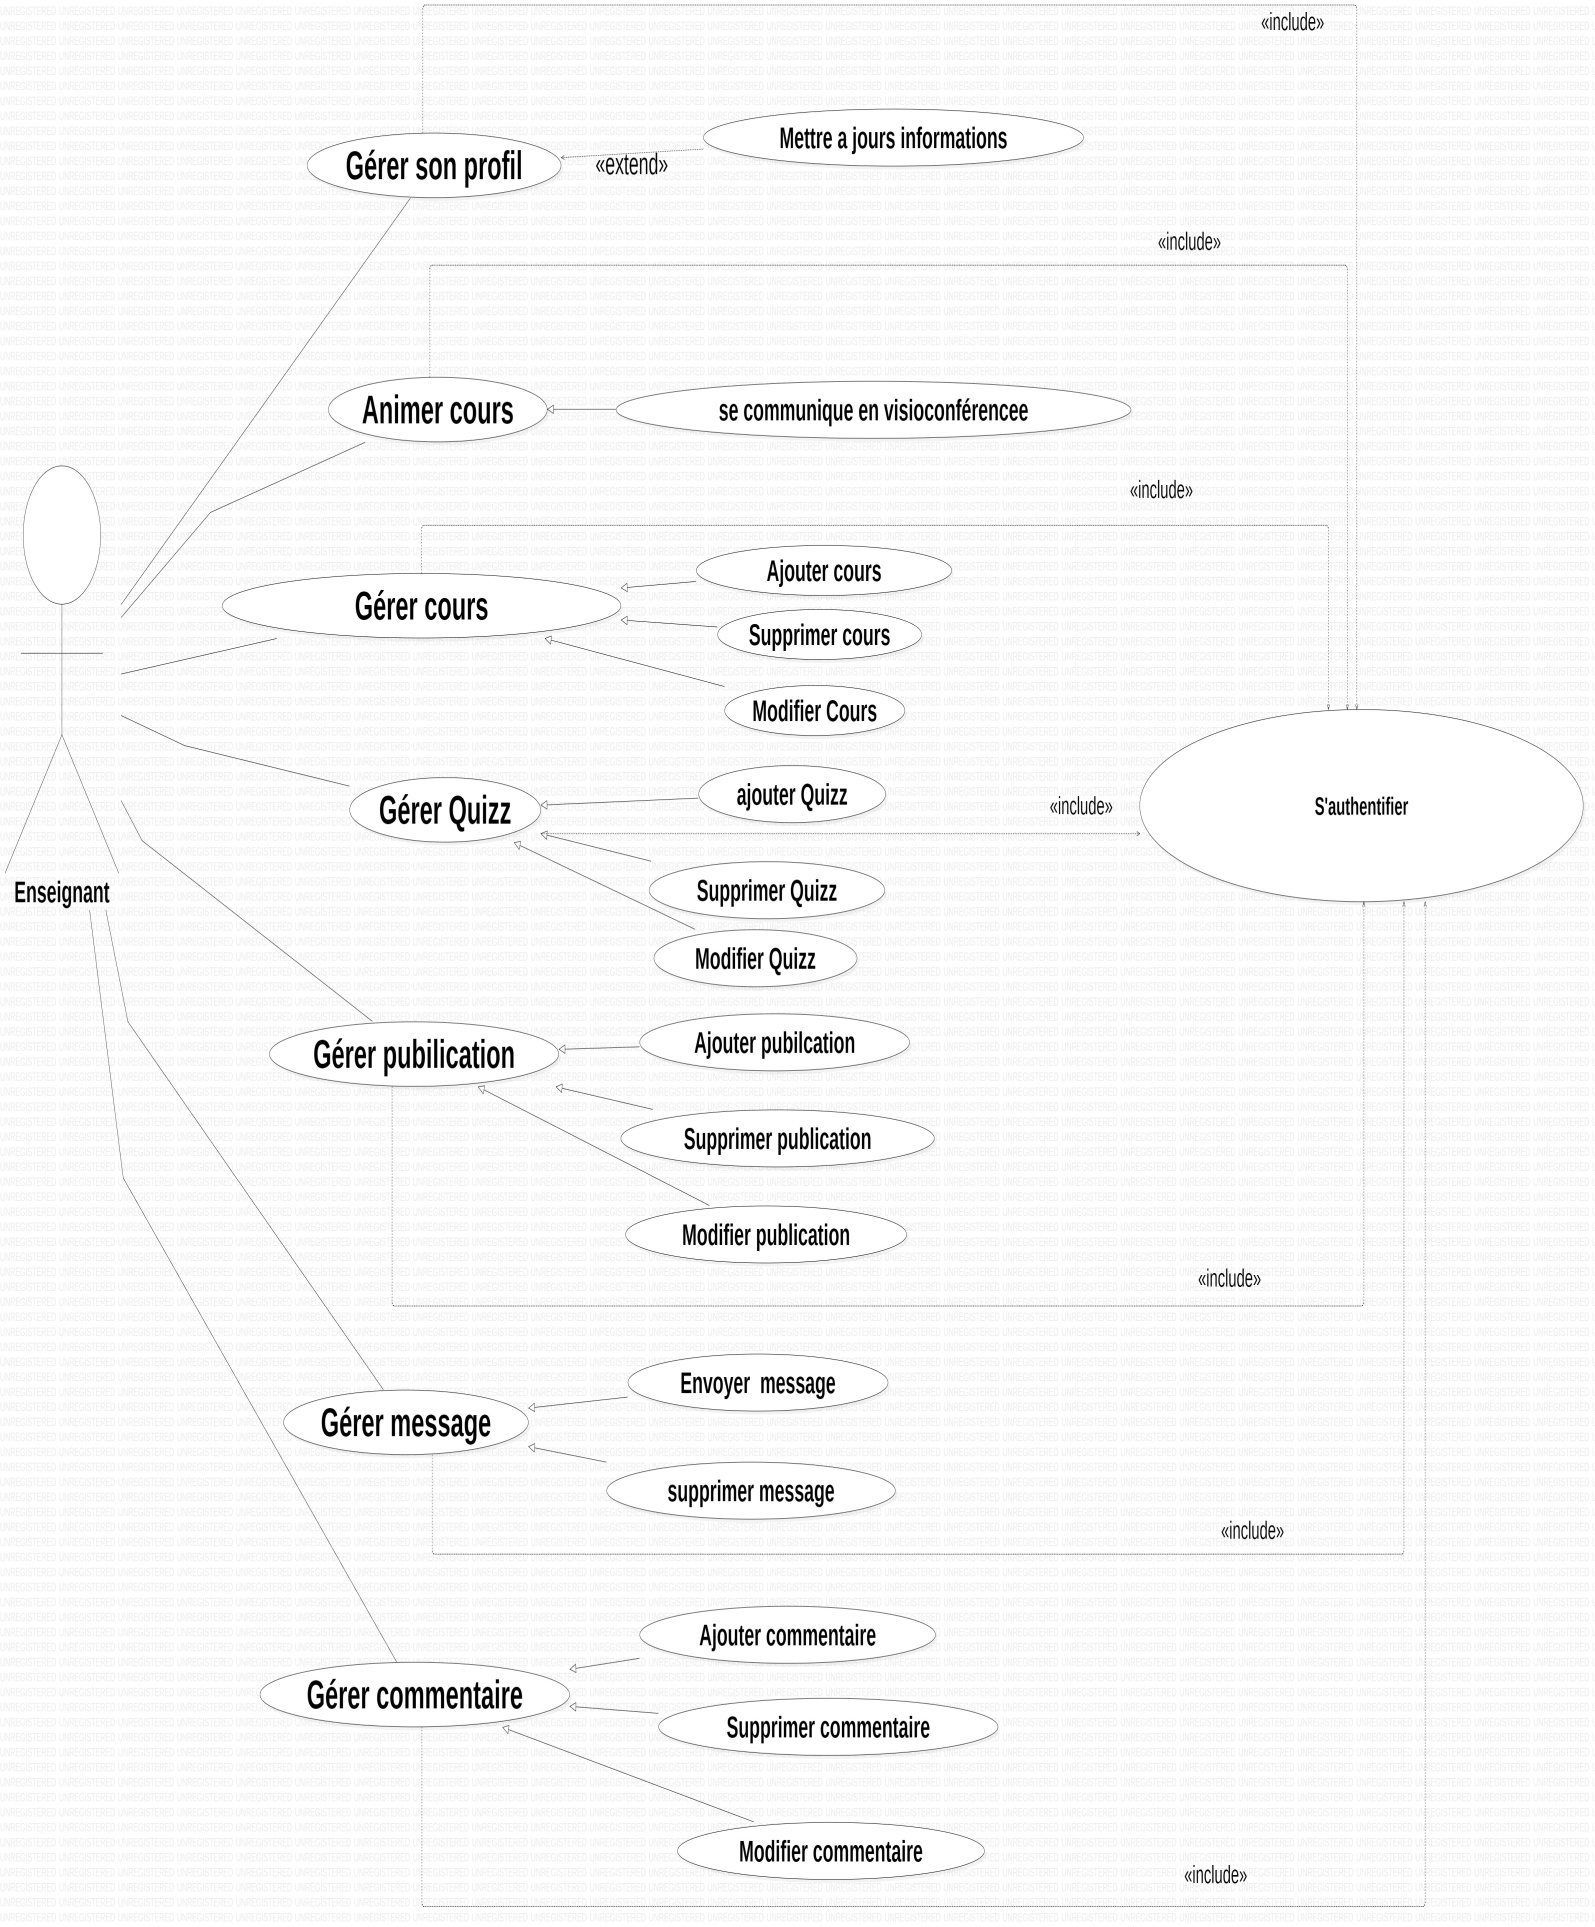 «include»
Mettre a jours informations
Gérer son profil
«extend»
«include»
Animer cours
se communique en visioconférencee
«include»
Ajouter cours
Gérer cours
Supprimer cours
Modifier Cours
ajouter Quizz
Gérer Quizz
«include»
S'authentifier
Supprimer Quizz
Enseignant
Modifier Quizz
Ajouter pubilcation
Gérer pubilication
Supprimer publication
Modifier publication
«include»
Envoyer  message
Gérer message
supprimer message
«include»
Ajouter commentaire
Gérer commentaire
Supprimer commentaire
Modifier commentaire
«include»